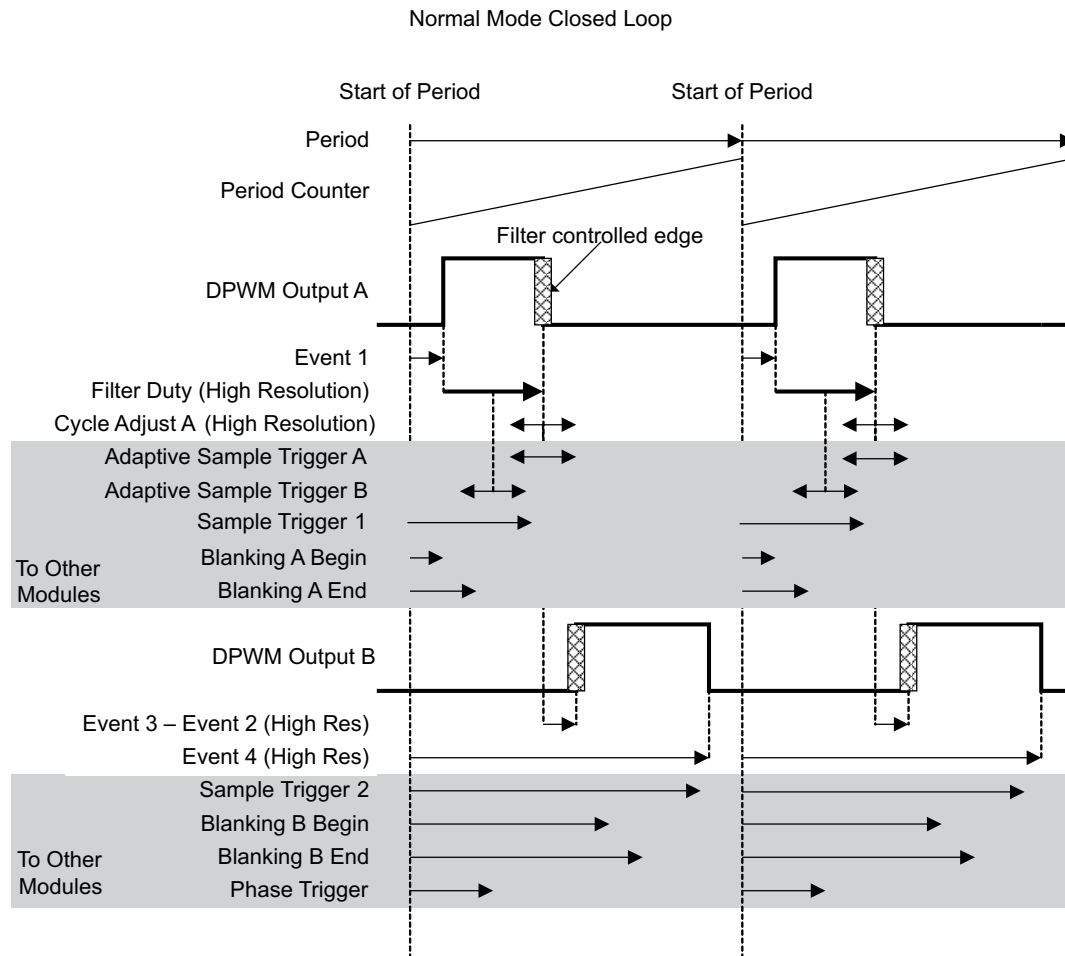 Normal Mode Closed Loop
Start of Period
Start of Period
Period
Period Counter
Filter controlled edge
DPWM Output A
Event 1
Filter Duty (High Resolution)
Cycle Adjust A (High Resolution)
Adaptive Sample Trigger A
Adaptive Sample Trigger B
Sample Trigger 1
Blanking A Begin
To Other
Modules
Blanking A End
DPWM Output B
Event 3 – Event 2 (High Res)
Event 4 (High Res)
Sample Trigger 2
Blanking B Begin
Blanking B End
To Other
Modules
Phase Trigger